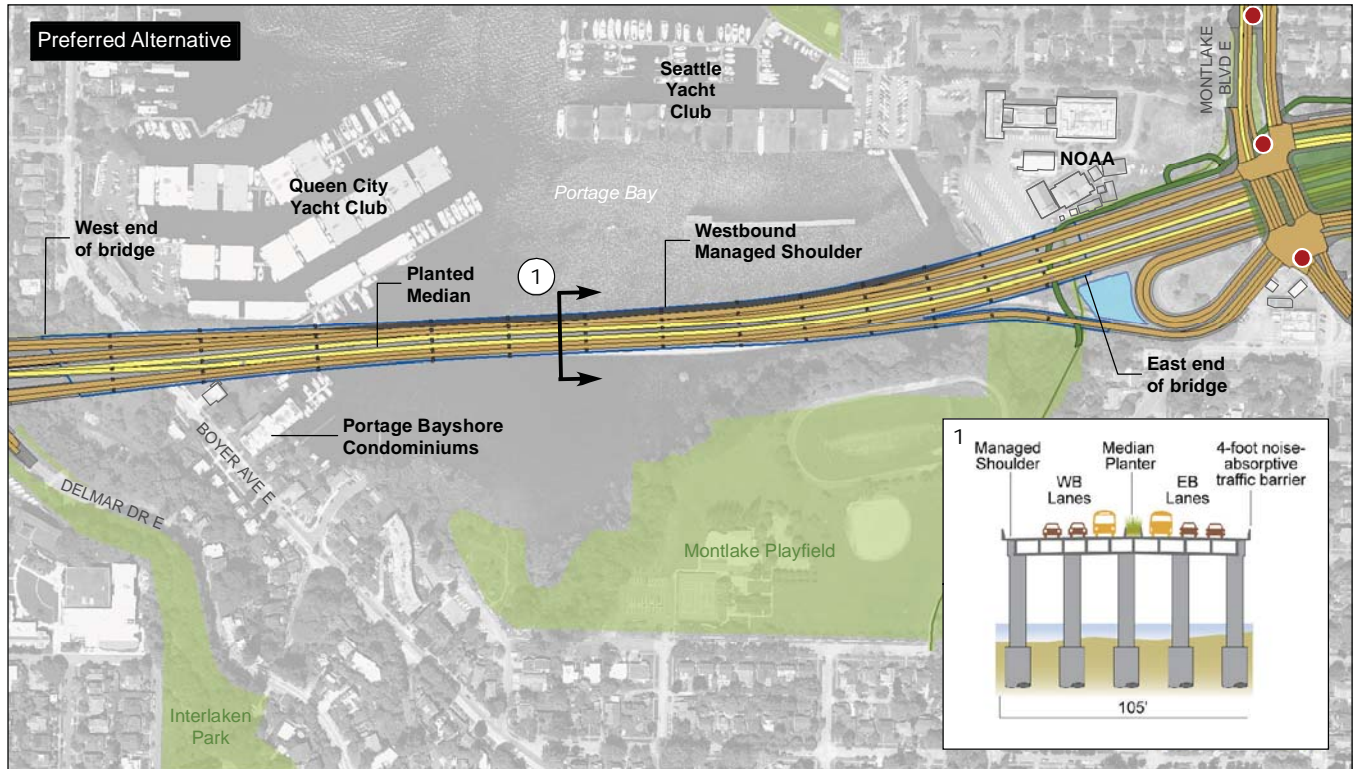 Preferred Alternative
MONTLAKE
BLVD E
Seattle
Yacht
Club
NOAA
Queen City
Yacht Club
Portage Bay
West end
of bridge
Westbound
Managed Shoulder
Planted
Median
1
East end
of bridge
Portage Bayshore
Condominiums
BOYER AVE E
DELMAR DR E
Montlake Playfield
Interlaken
Park
1
Managed
Shoulder
WB
Lanes
Median
Planter
EB
Lanes
4-foot noise-
absorptive
traffic barrier
105'